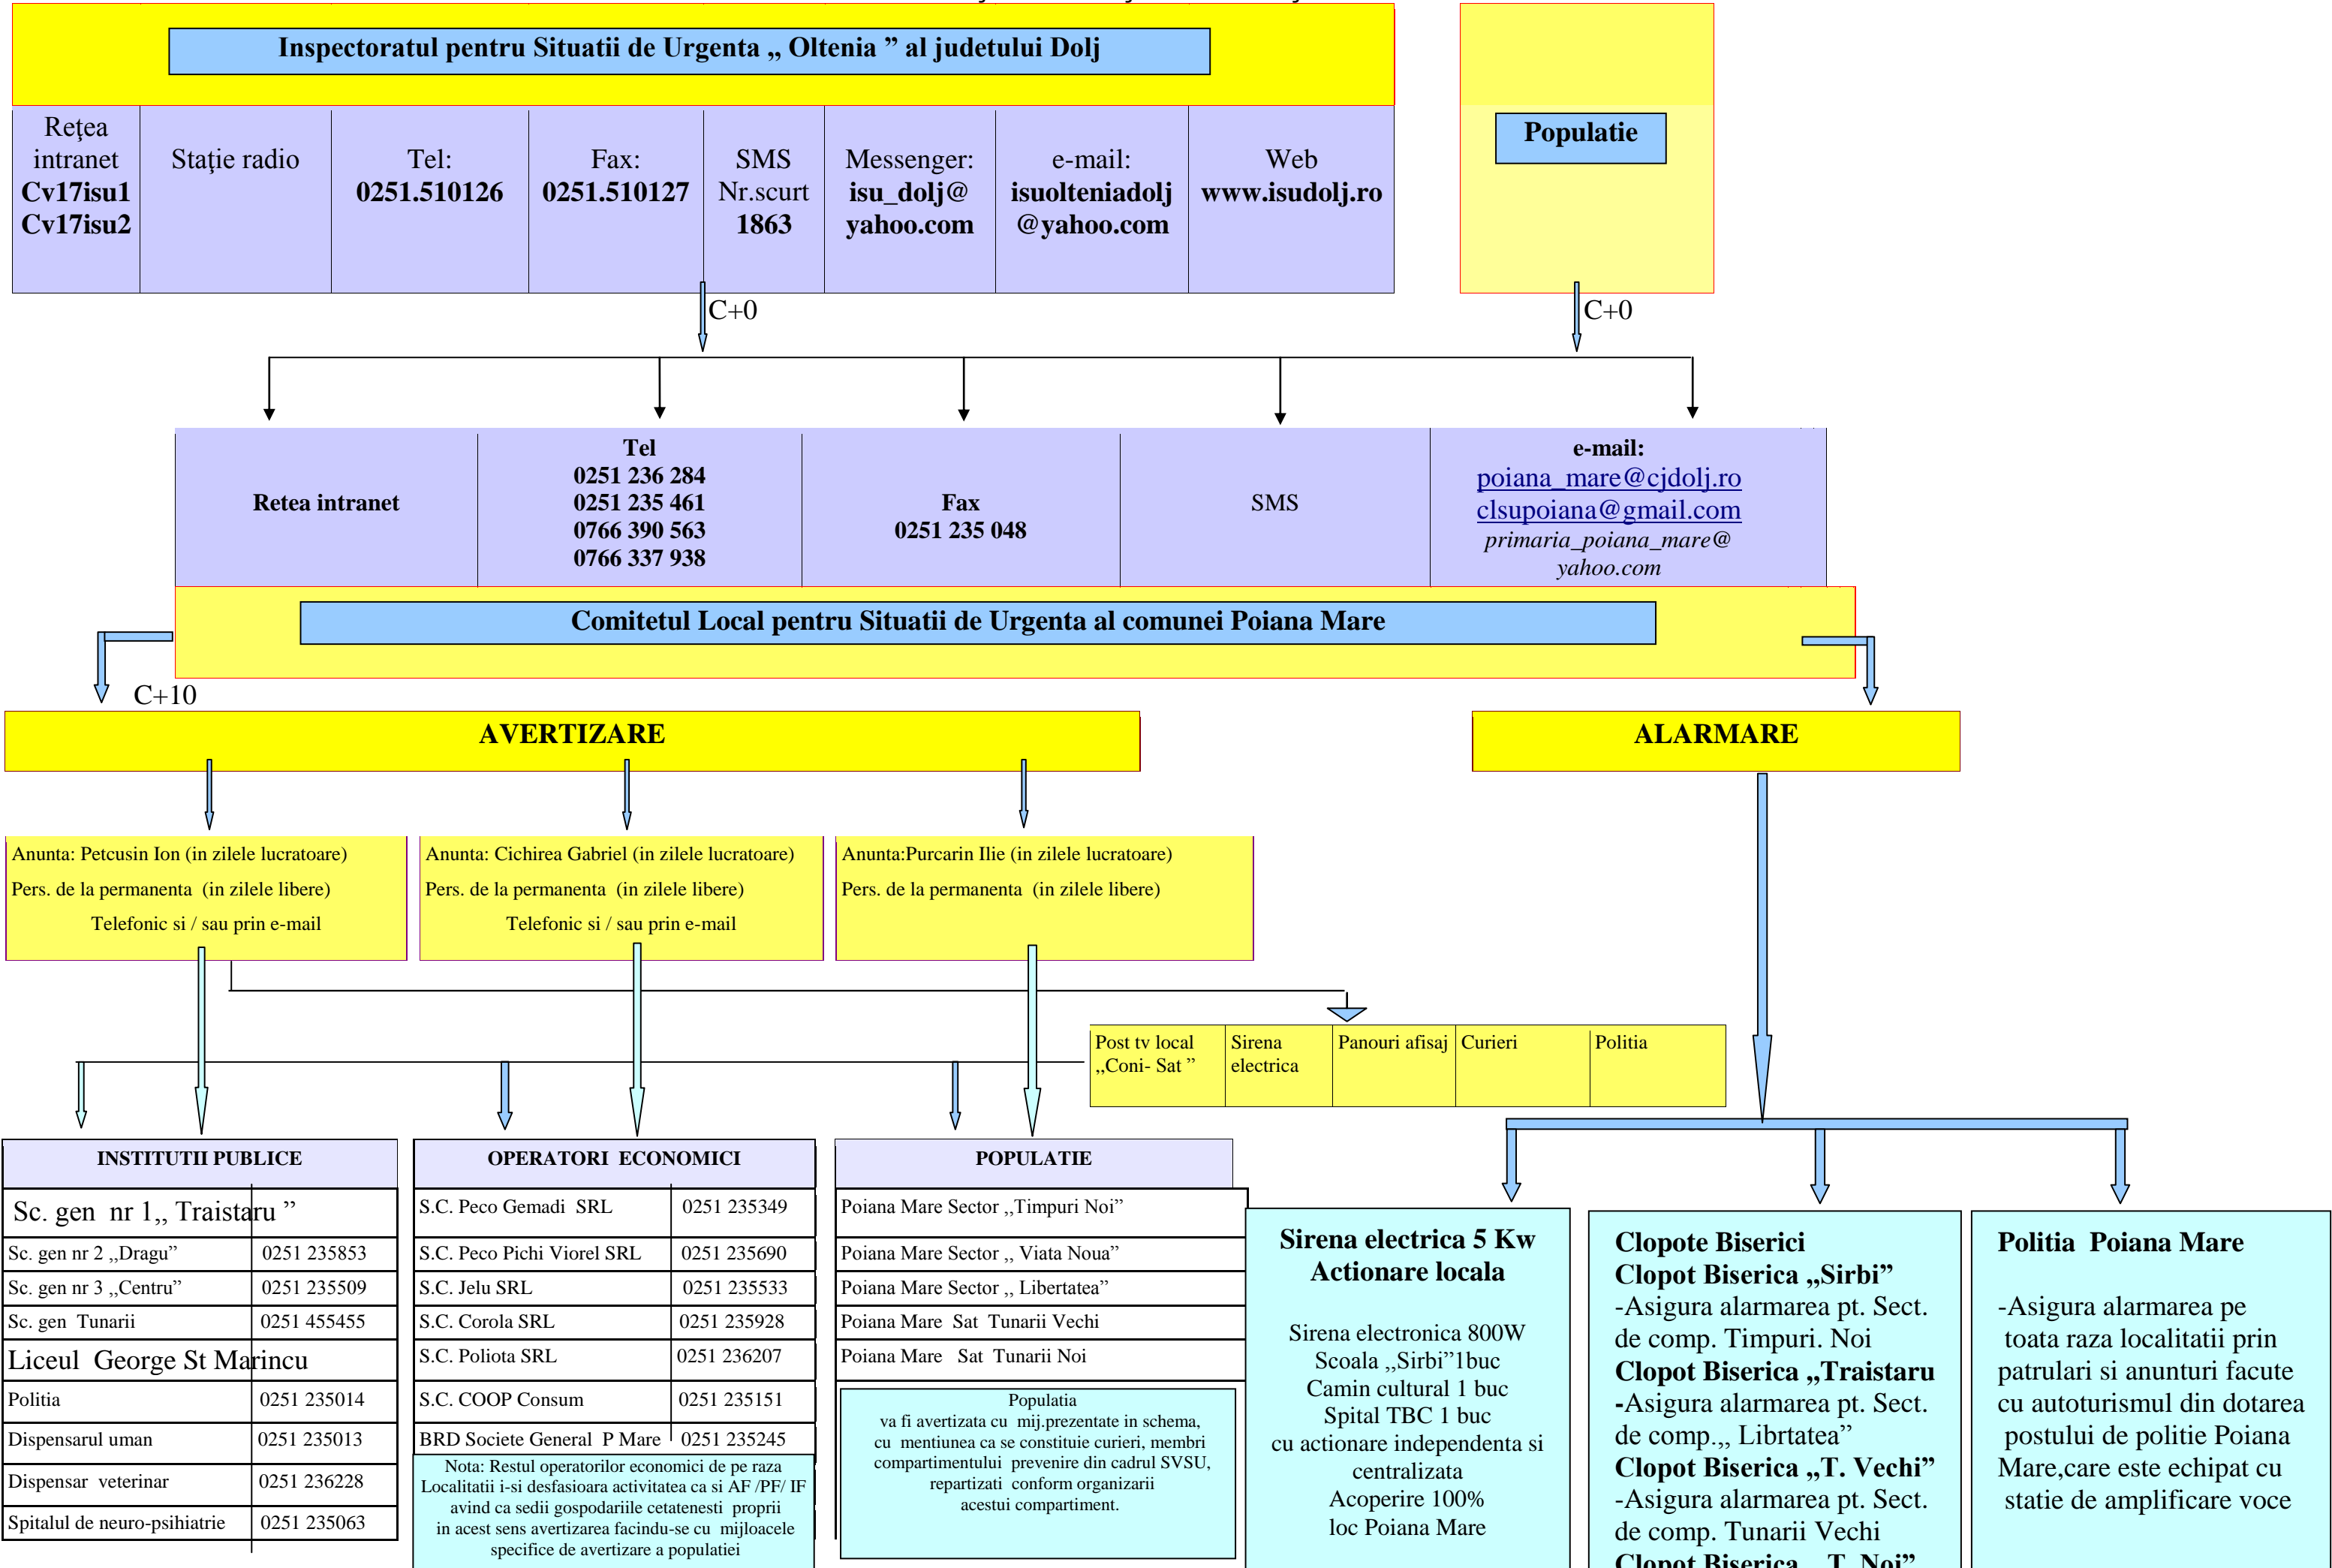 Inspectoratul pentru Situatii de Urgenta ,, Oltenia ” al judetului Dolj
Reţea
intranet
Cv17isu1
Cv17isu2
Staţie radio
Tel:
0251.510126
Fax:
0251.510127
SMS
Nr.scurt
1863
Messenger:
isu_dolj@
yahoo.com
e-mail:
isuolteniadolj
@yahoo.com
Web
www.isudolj.ro
Populatie
C+0
C+0
Retea intranet
Tel
0251 236 284
0251 235 461
0766 390 563
0766 337 938
Fax
0251 235 048
SMS
e-mail:
poiana_mare@cjdolj.ro
clsupoiana@gmail.com
primaria_poiana_mare@
yahoo.com
Comitetul Local pentru Situatii de Urgenta al comunei Poiana Mare
C+10
AVERTIZARE
ALARMARE
Anunta: Petcusin Ion (in zilele lucratoare)
Pers. de la permanenta (in zilele libere)
Telefonic si / sau prin e-mail
Anunta: Cichirea Gabriel (in zilele lucratoare)
Pers. de la permanenta (in zilele libere)
Telefonic si / sau prin e-mail
Anunta:Purcarin Ilie (in zilele lucratoare)
Pers. de la permanenta (in zilele libere)
Post tv local
,,Coni- Sat ”
Sirena
electrica
Panouri afisaj
Curieri
Politia
INSTITUTII PUBLICE
Sc. gen nr 1,, Traistaru ”
Sc. gen nr 2 ,,Dragu” 0251 235853
Sc. gen nr 3 ,,Centru” 0251 235509
Sc. gen Tunarii 0251 455455
Liceul George St Marincu
Politia 0251 235014
Dispensarul uman 0251 235013
Dispensar veterinar 0251 236228
Spitalul de neuro-psihiatrie 0251 235063
OPERATORI ECONOMICI
S.C. Peco Gemadi SRL 0251 235349
S.C. Peco Pichi Viorel SRL 0251 235690
S.C. Jelu SRL 0251 235533
S.C. Corola SRL 0251 235928
S.C. Poliota SRL 0251 236207
S.C. COOP Consum 0251 235151
BRD Societe General P Mare 0251 235245
Nota: Restul operatorilor economici de pe raza
Localitatii i-si desfasioara activitatea ca si AF /PF/ IF
avind ca sedii gospodariile cetatenesti proprii
in acest sens avertizarea facindu-se cu mijloacele
specifice de avertizare a populatiei
POPULATIE
Poiana Mare Sector ,,Timpuri Noi”
Poiana Mare Sector ,, Viata Noua”
Poiana Mare Sector ,, Libertatea”
Poiana Mare Sat Tunarii Vechi
Poiana Mare Sat Tunarii Noi
Populatia
va fi avertizata cu mij.prezentate in schema,
cu mentiunea ca se constituie curieri, membri
compartimentului prevenire din cadrul SVSU,
repartizati conform organizarii
acestui compartiment.
Sirena electrica 5 Kw
Actionare locala
Sirena electronica 800W
Scoala ,,Sirbi”1buc
Camin cultural 1 buc
Spital TBC 1 buc
cu actionare independenta si
centralizata
Acoperire 100%
loc Poiana Mare
Clopote Biserici
Clopot Biserica ,,Sirbi”
-Asigura alarmarea pt. Sect.
de comp. Timpuri. Noi
Clopot Biserica ,,Traistaru
-Asigura alarmarea pt. Sect.
de comp.,, Librtatea”
Clopot Biserica ,,T. Vechi”
-Asigura alarmarea pt. Sect.
de comp. Tunarii Vechi
Clopot Biserica ,,T. Noi”
Politia Poiana Mare
-Asigura alarmarea pe
toata raza localitatii prin
patrulari si anunturi facute
cu autoturismul din dotarea
postului de politie Poiana
Mare,care este echipat cu
statie de amplificare voce